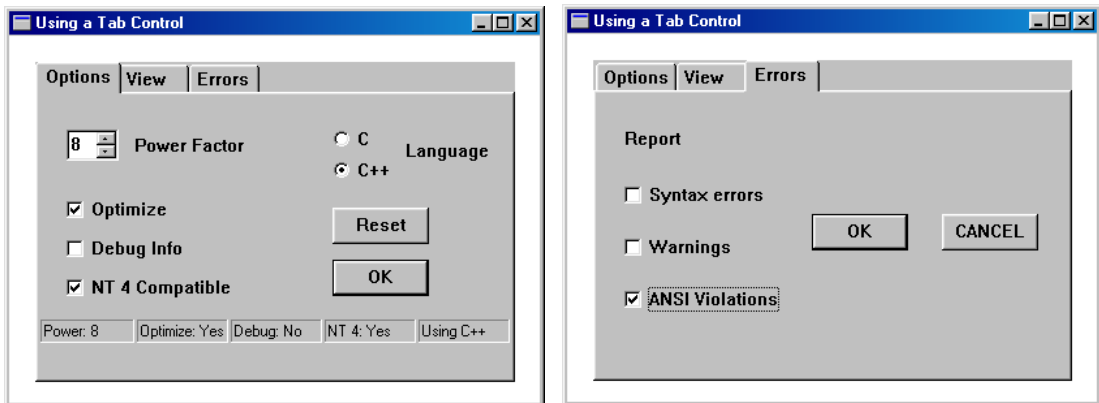 Using a Tab Control
Options View Errors
8 Power Factor
C
C++
Language
Optimize
Debug Info
NT 4 Compatible
Reset
OK
Power: 8 Optimize: Yes Debug: No NT 4: Yes Using C++
Using a Tab Control
Options View Errors
Report
Syntax errors
Warnings
ANSI Violations
OK CANCEL